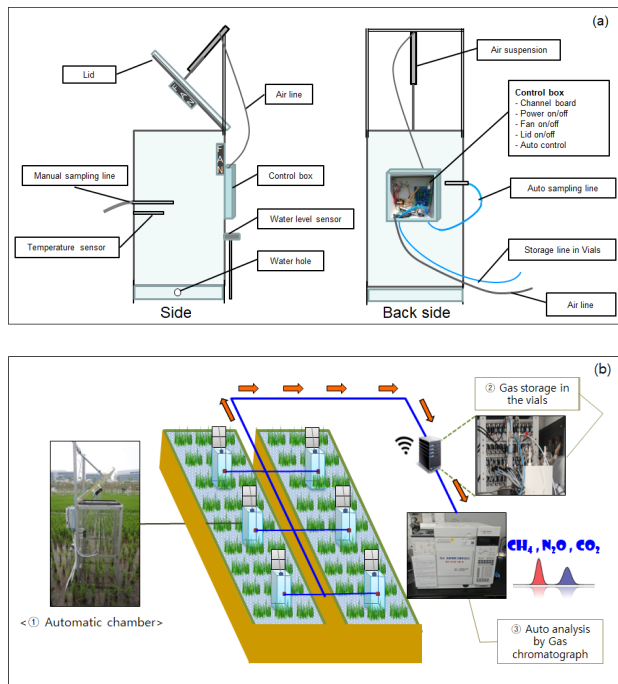 (a)
Lid
FAN
Air line
FAN
Manual sampling line
Control box
Temperature sensor
Water level sensor
Water hole
Side
Air suspension
Control box
- Channel board
- Power on/off
- Fan on/off
- Lid on/off
- Auto control
Auto sampling line
Storage line in Vials
Air line
Back side
(b)
② Gas storage in
the vials
CH₄ , N₂O , CO₂
<① Automatic chamber>
③ Auto analysis
by Gas
chromatograph